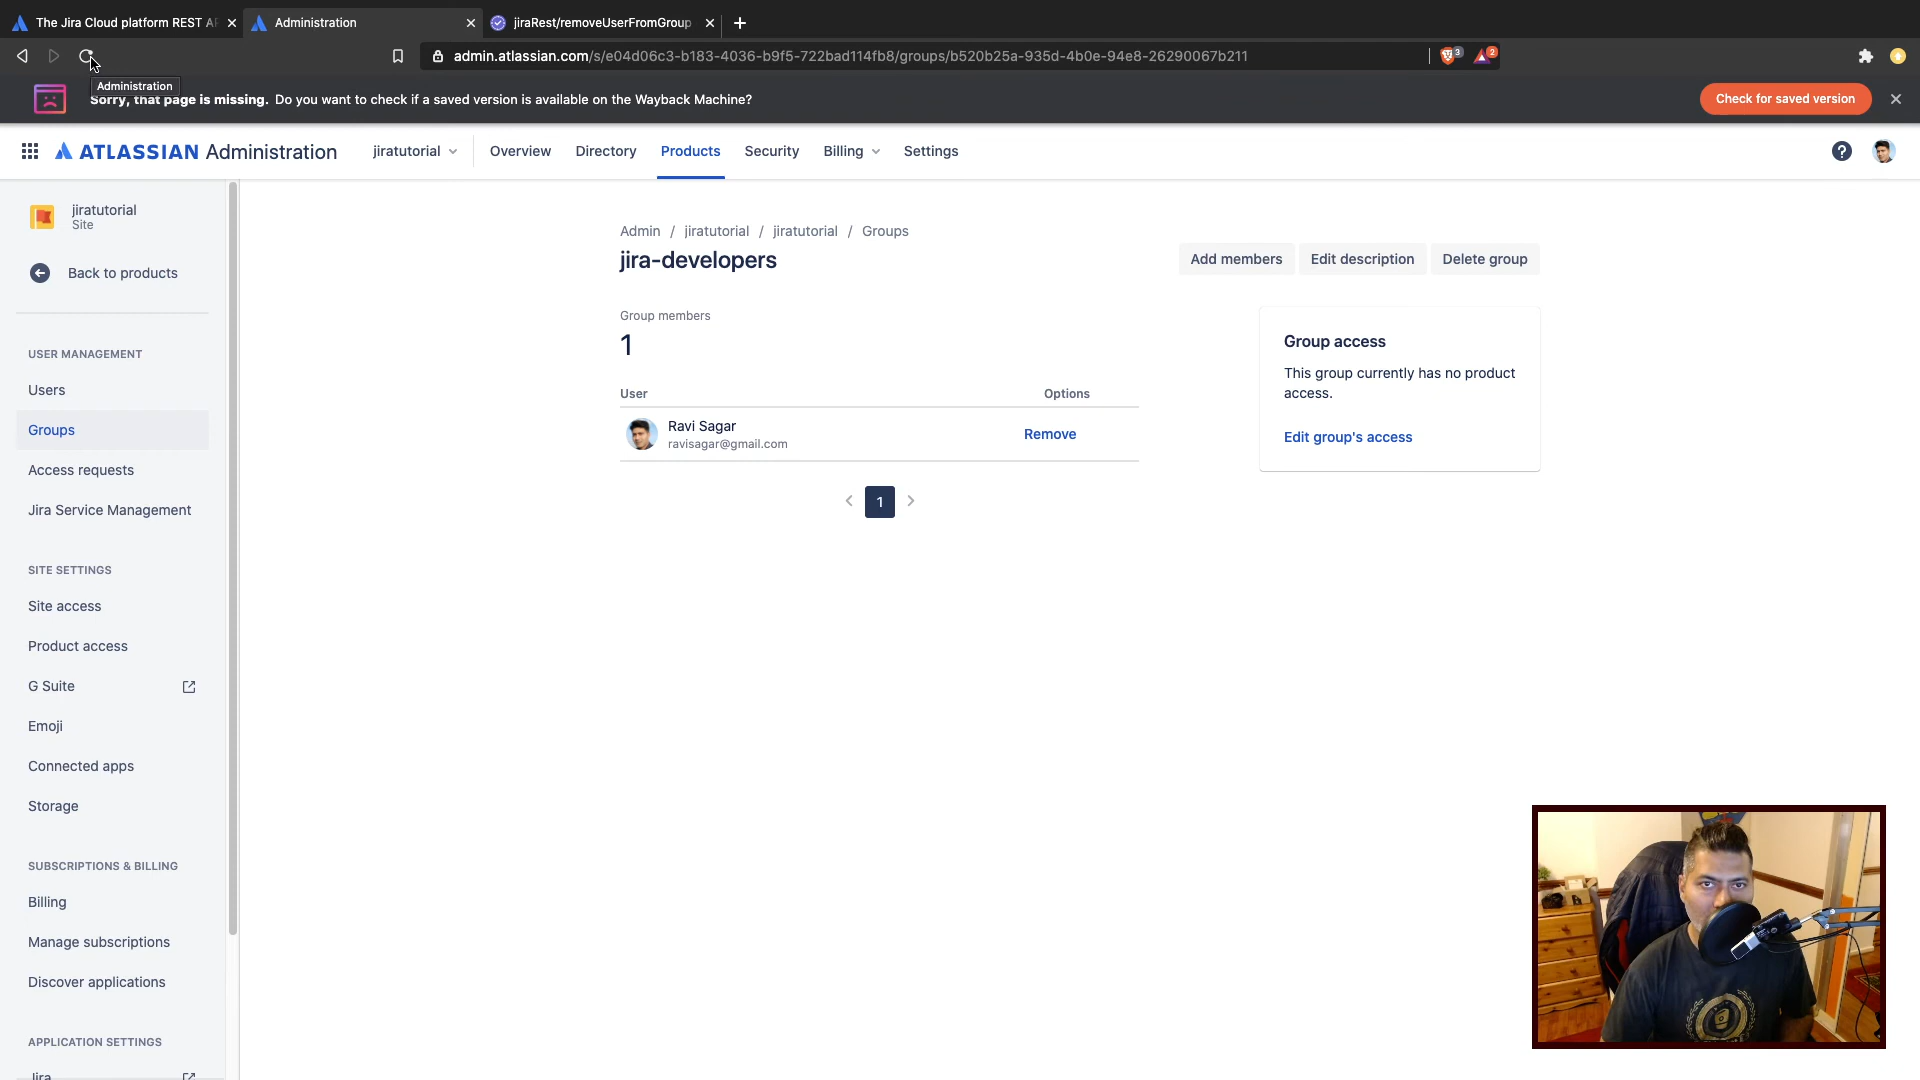 The Jira Cloud platform REST AP
Administration
jiraRest/removeUserFromGroup
admin.atlassian.com/s/e04d06c3-b183-4036-b9f5-722bad114fb8/groups/b520b25a-935d-4b0e-94e8-26290067b211
3
2
Administration
Sorry, that page is missing. Do you want to check if a saved version is available on the Wayback Machine?
Check for saved version
ATLASSIAN Administration
jiratutorial
Overview
Directory
Products
Security
Billing
Settings
jiratutorial
Site
Back to products
USER MANAGEMENT
Users
Groups
Access requests
Jira Service Management
SITE SETTINGS
Site access
Product access
G Suite
Emoji
Connected apps
Storage
SUBSCRIPTIONS & BILLING
Billing
Manage subscriptions
Discover applications
APPLICATION SETTINGS
Jira
Admin / jiratutorial / jiratutorial / Groups
jira-developers
Add members
Edit description
Delete group
Group members
1
User Options
Ravi Sagar
ravisagar@gmail.com
Remove
1
Group access
This group currently has no product
access.
Edit group's access